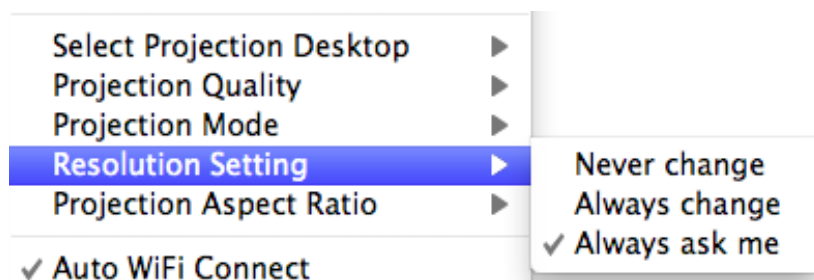 Select Projection Desktop
Projection Quality
Projection Mode
Resolution Setting
Projection Aspect Ratio
Auto WiFi Connect
Never change
Always change
Always ask me